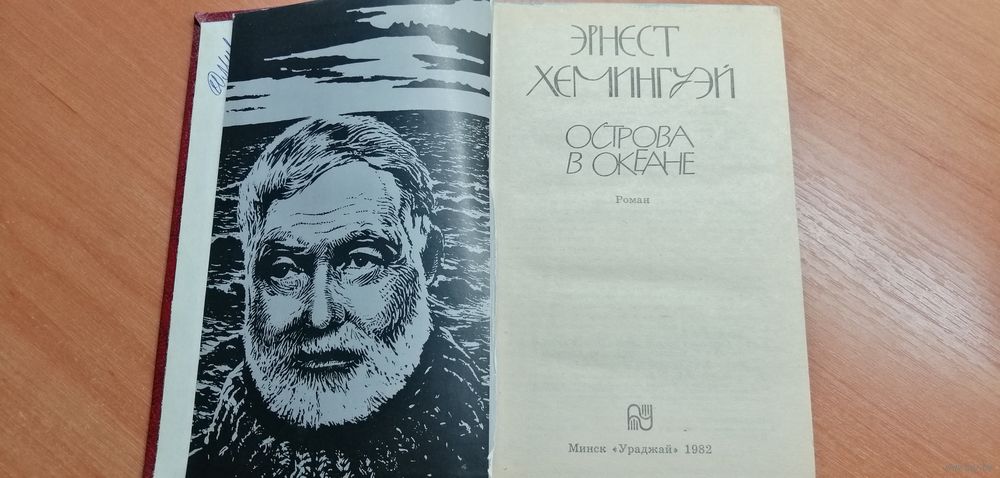 ЭРНЕСТ
ХЕМИНГУЭЙ
ОСТРОВА
В ОКЕАНЕ
Роман
Минск «Ураджай» 1982